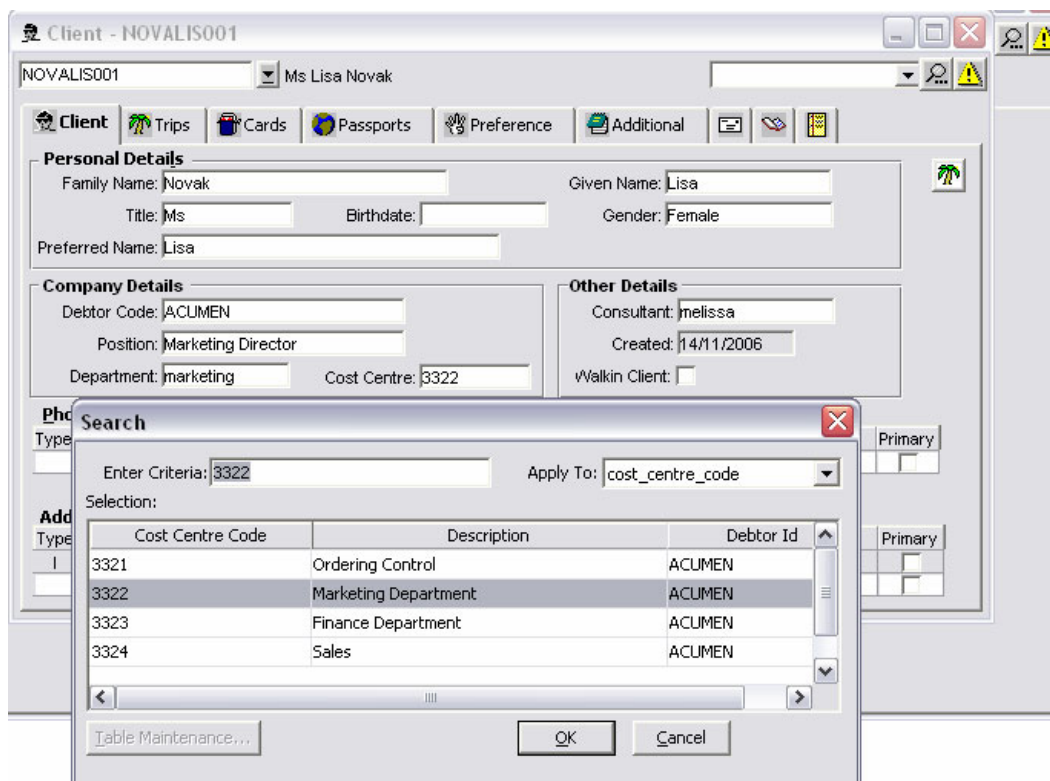 Client - NOVALIS001
NOVALIS001 Ms Lisa Novak
Client Trips Cards Passports Preference Additional
Personal Details
Family Name: Novak Given Name: Lisa
Title: Ms Birthdate: Gender: Female
Preferred Name: Lisa
Company Details Other Details
Debtor Code: ACUMEN Consultant: melissa
Position: Marketing Director Created: 14/11/2006
Department: marketing Cost Centre: 3322 Walkin Client:
Pho
Search
Type Primary
Enter Criteria: 3322 Apply To: cost_centre_code
Selection:
Add
Type Cost Centre Code Description Debtor Id Primary
I 3321 Ordering Control ACUMEN
3322 Marketing Department ACUMEN
3323 Finance Department ACUMEN
3324 Sales ACUMEN
Table Maintenance... OK Cancel